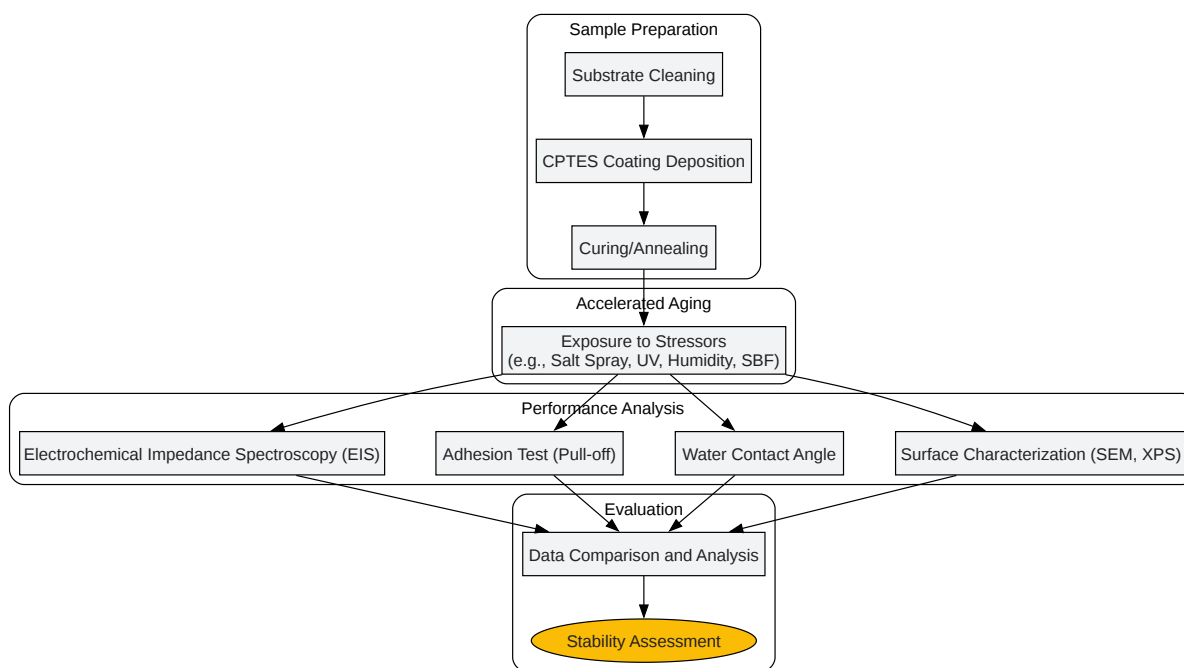 Sample Preparation
Substrate Cleaning
CPTES Coating Deposition
Curing/Annealing
Accelerated Aging
Exposure to Stressors
(e.g., Salt Spray, UV, Humidity, SBF)
Performance Analysis
Electrochemical Impedance Spectroscopy (EIS)
Adhesion Test (Pull-off)
Water Contact Angle
Surface Characterization (SEM, XPS)
Evaluation
Data Comparison and Analysis
Stability Assessment